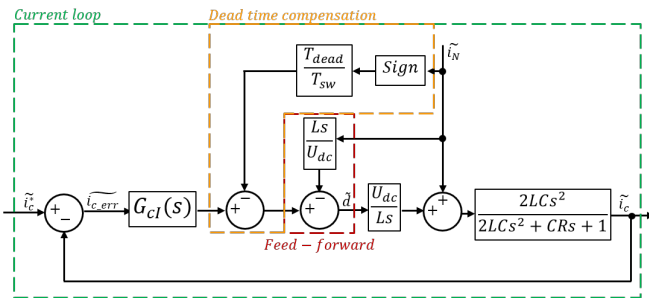 Current loop
Dead time compensation
T_dead / T_sw
Sign
ĩ_N
Ls / U_dc
ĩ_c^*
+
−
ĩ_c_err
G_cI(s)
+
−
+
−
d̃
U_dc / Ls
+
+
2LCs² / 2LCs² + CRs + 1
ĩ_c
Feed − forward